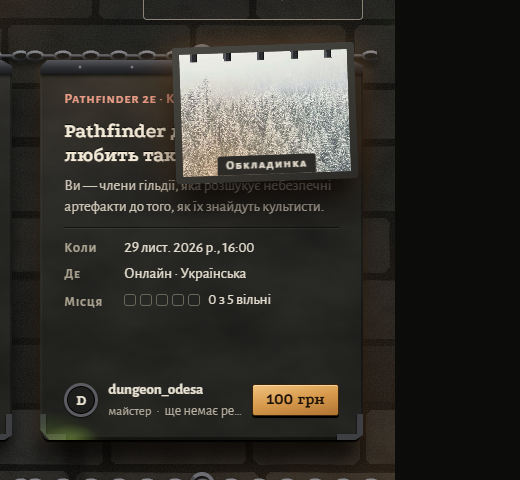 Pathfinder 2e ·
Pathfinder
любить так
Обкладинка
Ви — члени гільдії, яка розшукує небезпечні
артефакти до того, як їх знайдуть культисти.
Коли 29 лист. 2026 р., 16:00
Де Онлайн · Українська
Місця 0 з 5 вільні
D dungeon_odesa
майстер · ще немає ре...
100 грн